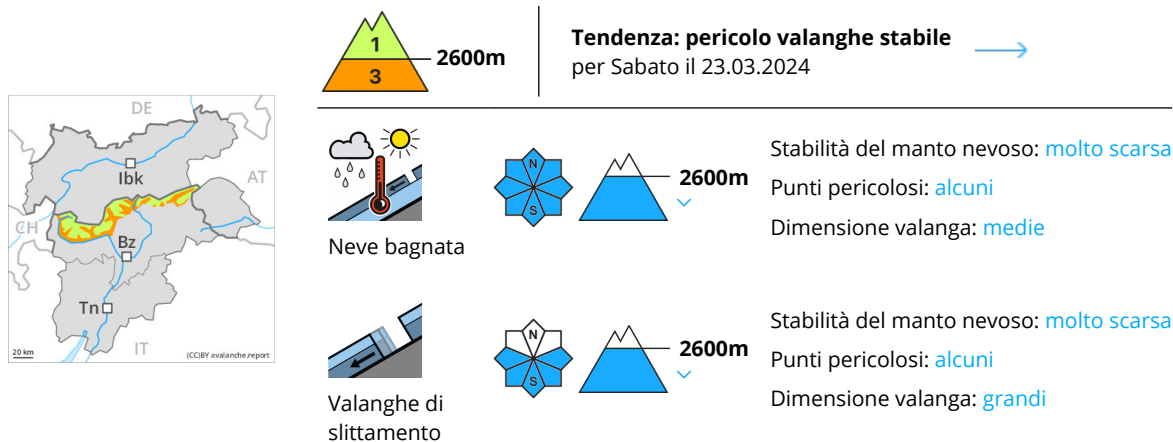 1
3
2600m
Tendenza: pericolo valanghe stabile
per Sabato il 23.03.2024
DE
Ibk
AT
CH
Bz
Tn
IT
20 km
(CC)BY avalanche.report
Neve bagnata
N
S
2600m
Stabilità del manto nevoso: molto scarsa
Punti pericolosi: alcuni
Dimensione valanga: medie
Valanghe di
slittamento
N
S
2600m
Stabilità del manto nevoso: molto scarsa
Punti pericolosi: alcuni
Dimensione valanga: grandi